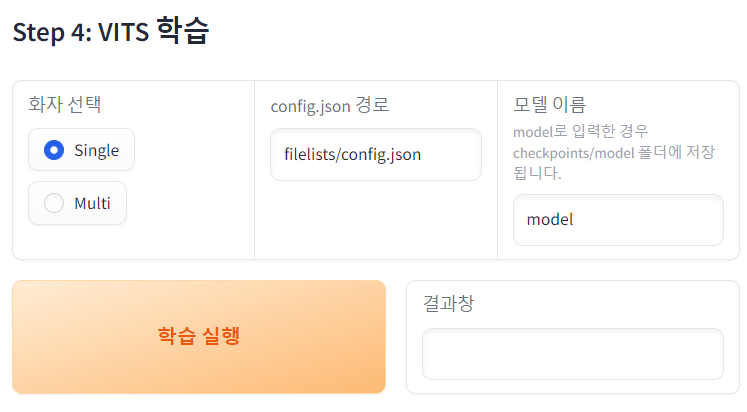 Step 4: VITS 학습
화자 선택
Single
Multi
config.json 경로
filelists/config.json
모델 이름
model로 입력한 경우
checkpoints/model 폴더에 저장
됩니다.
model
학습 실행
결과창